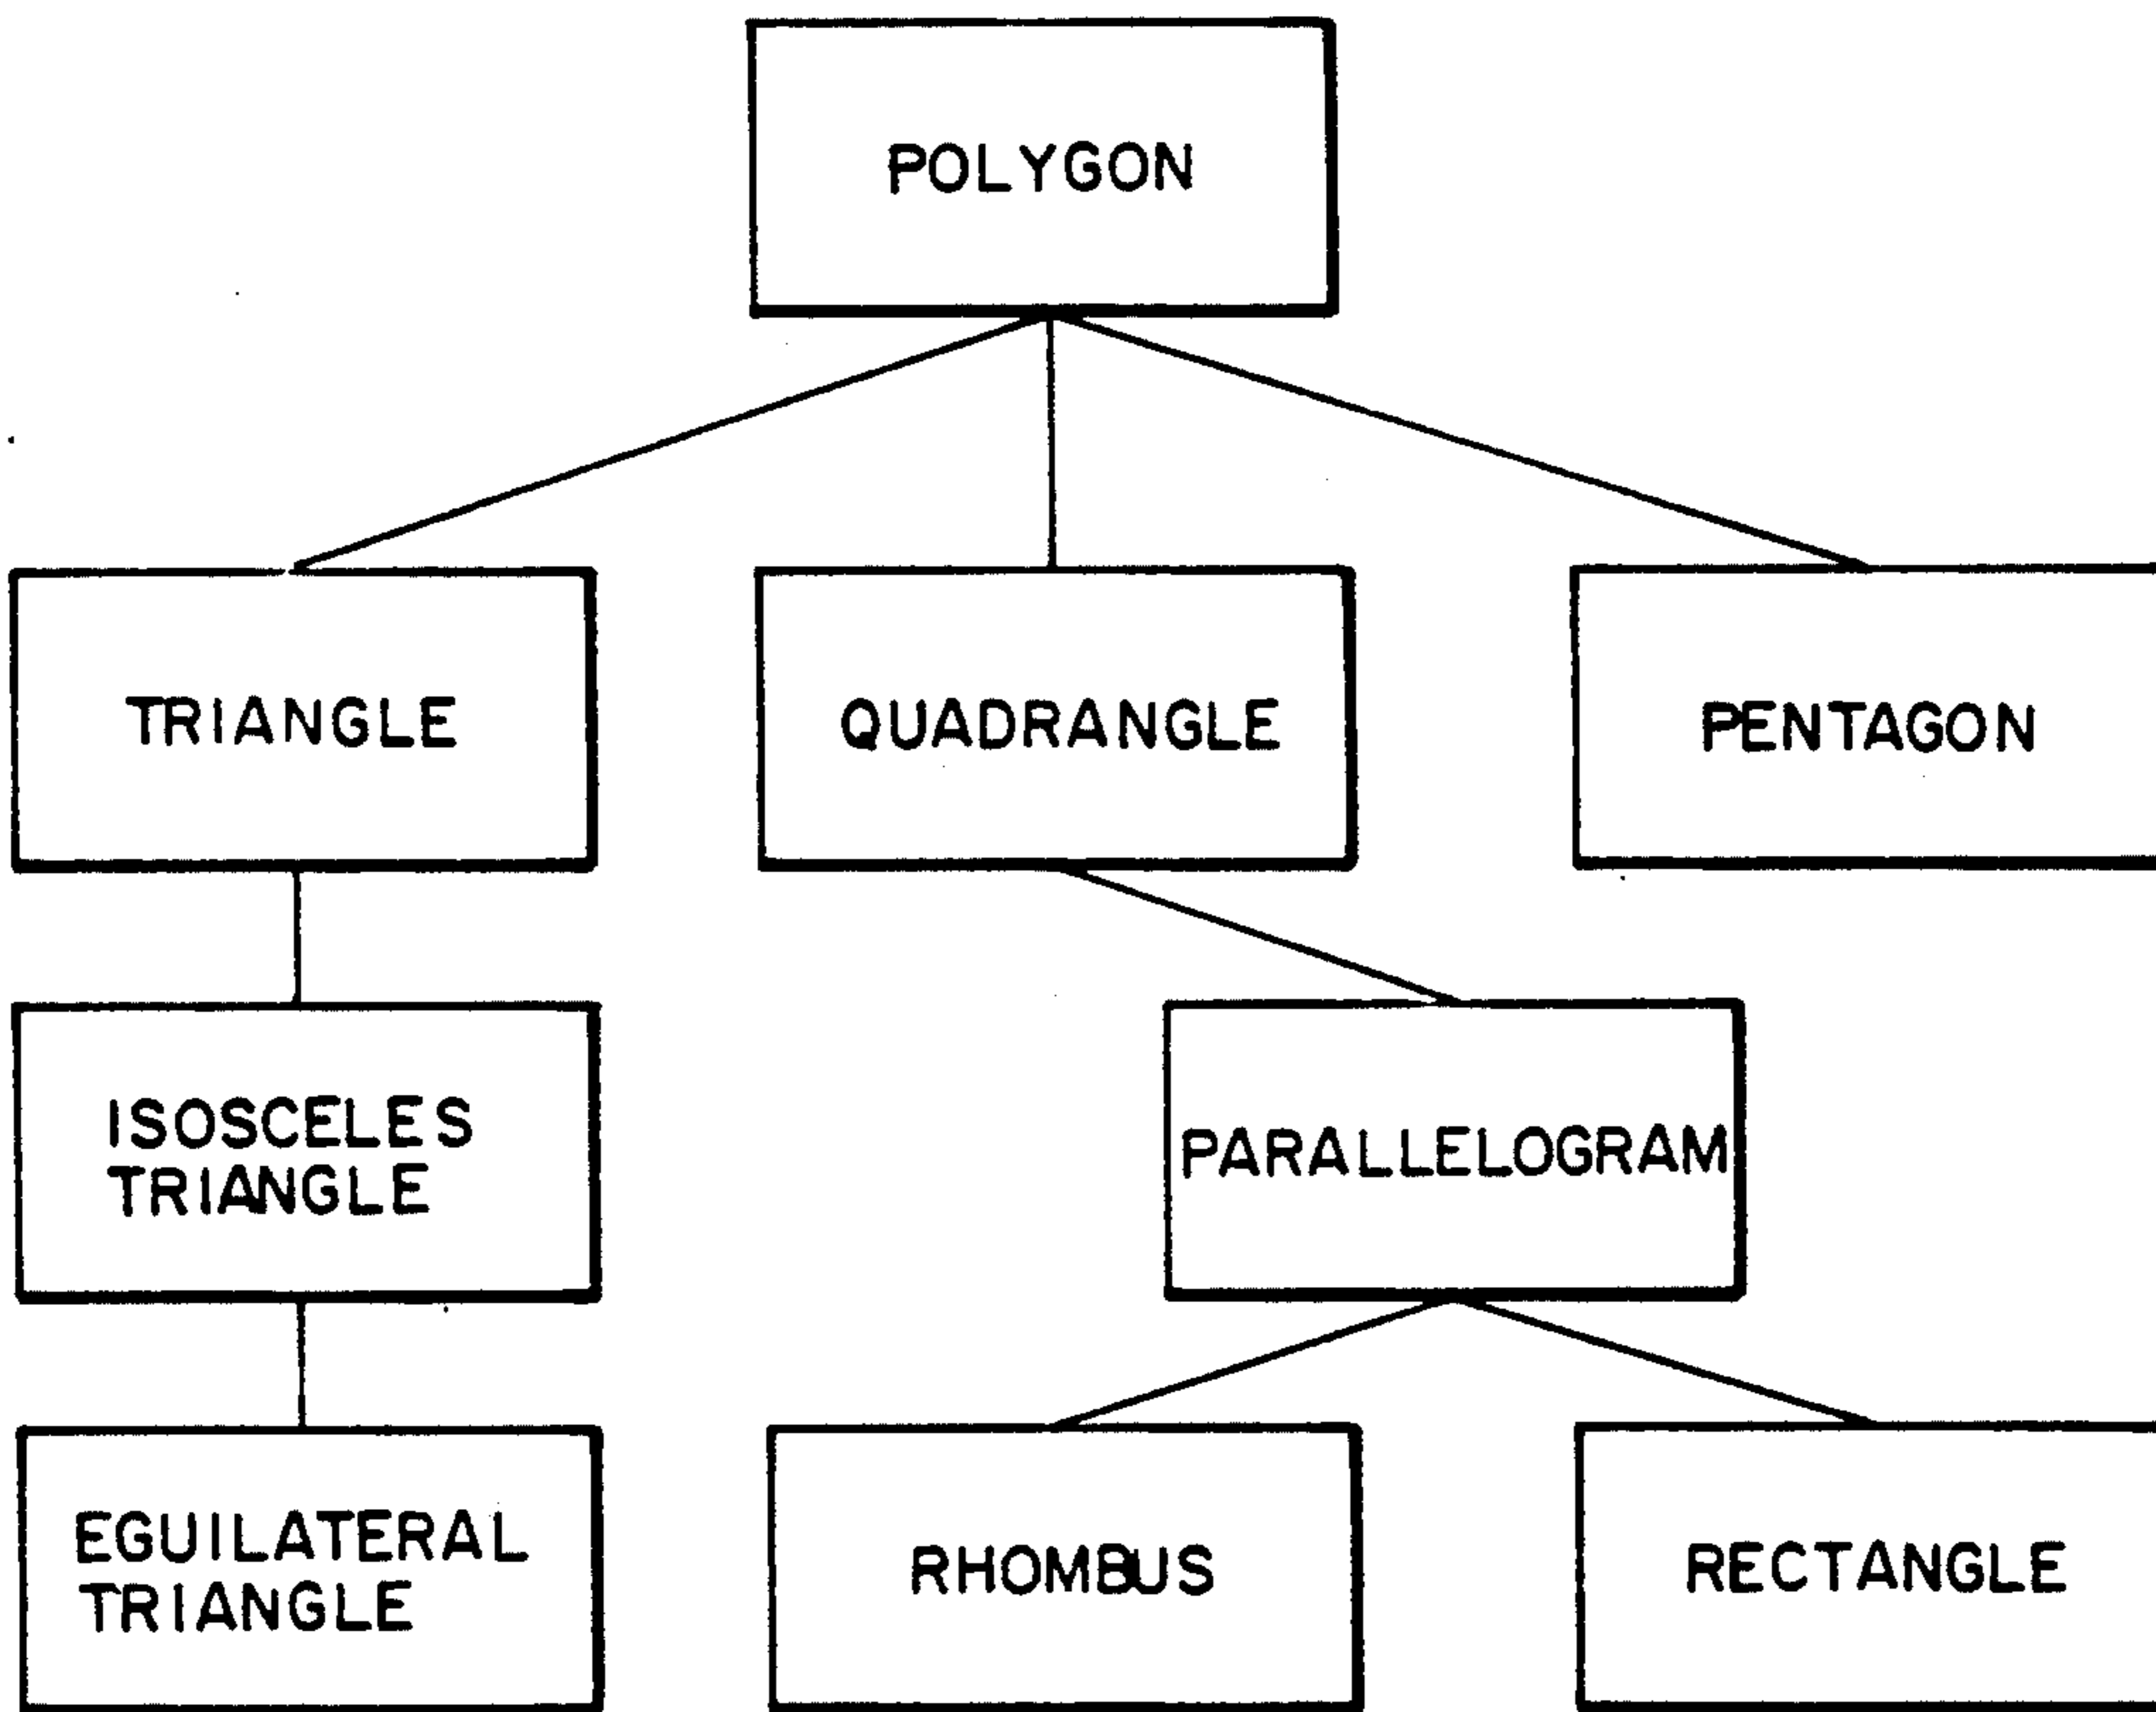 POLYGON
TRIANGLE
QUADRANGLE
PENTAGON
ISOSCELES
TRIANGLE
PARALLELOGRAM
EGUILATERAL
TRIANGLE
RHOMBUS
RECTANGLE